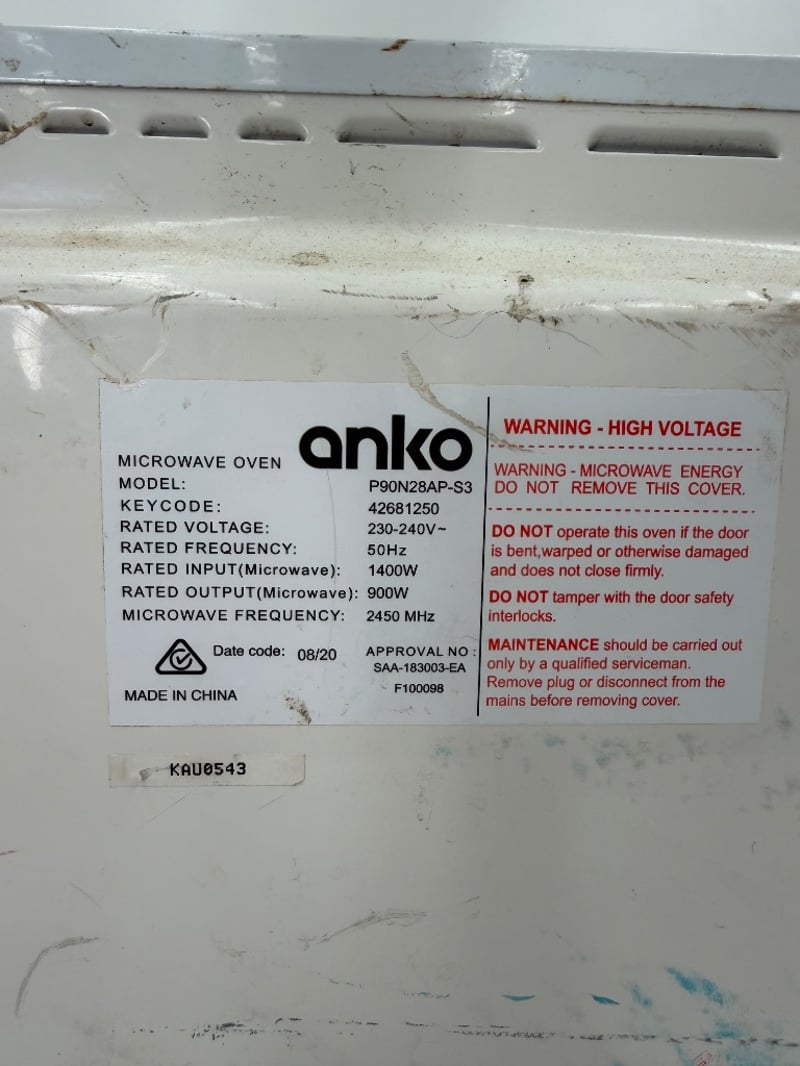 anko
MICROWAVE OVEN
MODEL: P90N28AP-S3
KEYCODE: 42681250
RATED VOLTAGE: 230-240V~
RATED FREQUENCY: 50Hz
RATED INPUT(Microwave): 1400W
RATED OUTPUT(Microwave): 900W
MICROWAVE FREQUENCY: 2450 MHz
Date code: 08/20
APPROVAL NO :
SAA-183003-EA
F100098
MADE IN CHINA
WARNING - HIGH VOLTAGE
WARNING - MICROWAVE ENERGY
DO NOT REMOVE THIS COVER.
DO NOT operate this oven if the door
is bent,warped or otherwise damaged
and does not close firmly.
DO NOT tamper with the door safety
interlocks.
MAINTENANCE should be carried out
only by a qualified serviceman.
Remove plug or disconnect from the
mains before removing cover.
KAU0543